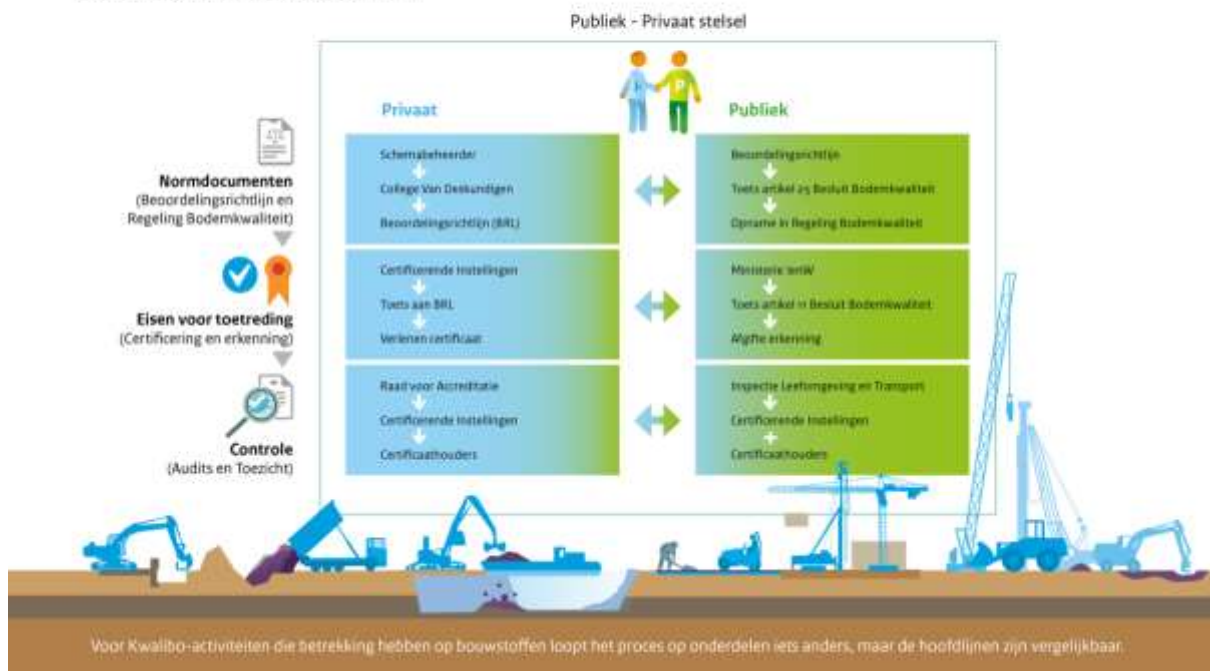 Publiek - Privaat stelsel
Privaat
Publiek
Normdocumenten
(Beoordelingsrichtlijn en
Regeling Bodemkwaliteit)
Schemabeheerder
College Van Deskundigen
Beoordelingsrichtlijn (BRL)
Beoordelingsrichtlijn
Toets artikel 25 Besluit Bodemkwaliteit
Opname in Regeling Bodemkwaliteit
Eisen voor toetreding
(Certificering en erkenning)
Certificerende Instellingen
Toets aan BRL
Verlenen certificaat
Ministerie IenW
Toets artikel 11 Besluit Bodemkwaliteit
Afgifte erkenning
Controle
(Audits en Toezicht)
Raad voor Accreditatie
Certificerende Instellingen
Certificaathouders
Inspectie Leefomgeving en Transport
Certificerende Instellingen
+
Certificaathouders
Voor Kwalibo-activiteiten die betrekking hebben op bouwstoffen loopt het proces op onderdelen iets anders, maar de hoofdlijnen zijn vergelijkbaar.